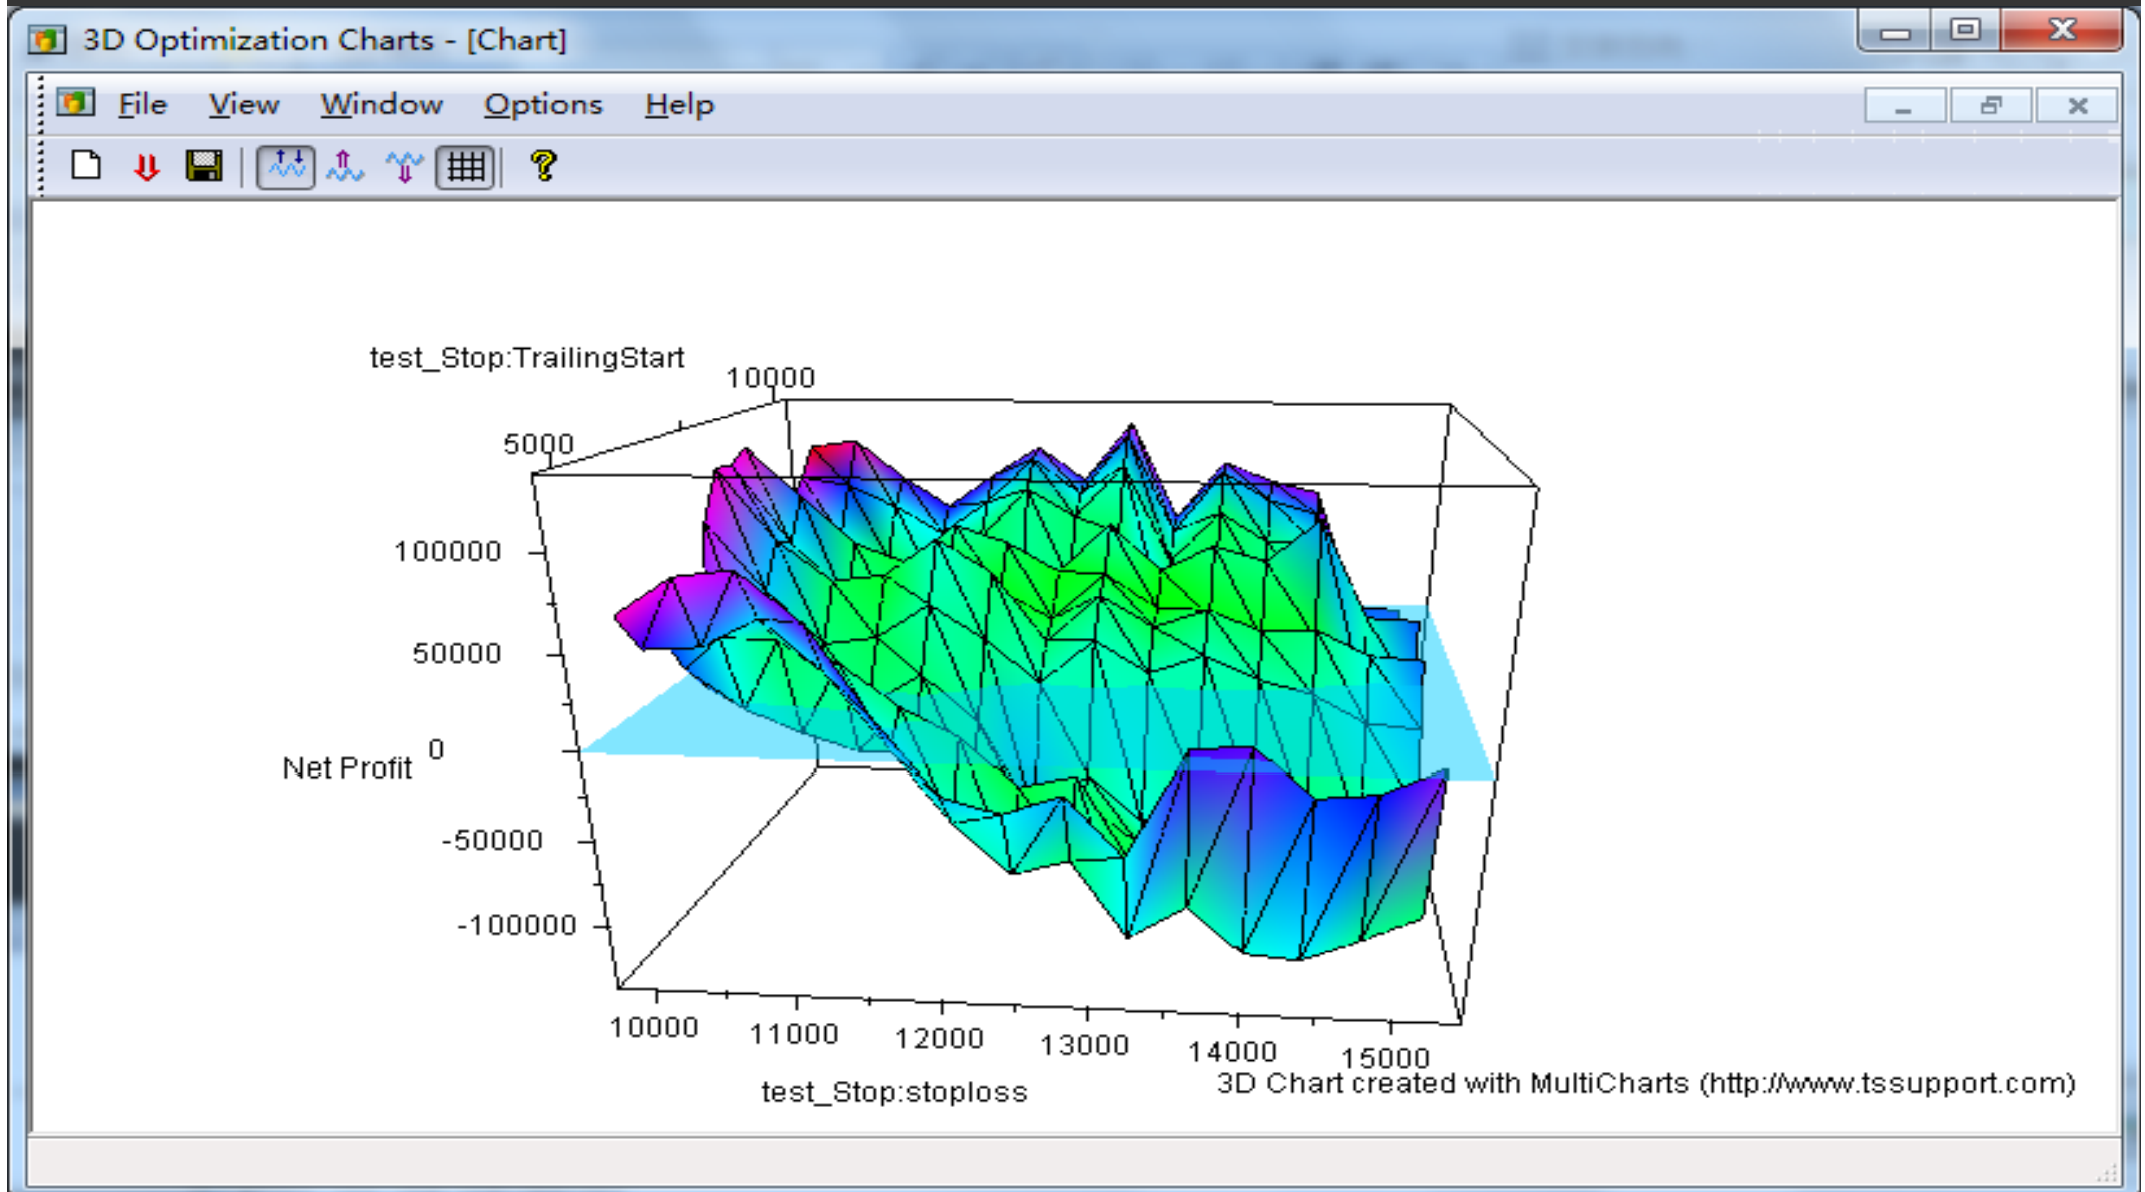 3D Optimization Charts - [Chart]
File View Window Options Help
test_Stop:TrailingStart
10000
5000
100000
50000
0
Net Profit
-50000
-100000
10000 11000 12000 13000 14000 15000
test_Stop:stoploss
3D Chart created with MultiCharts (http://www.tssupport.com)